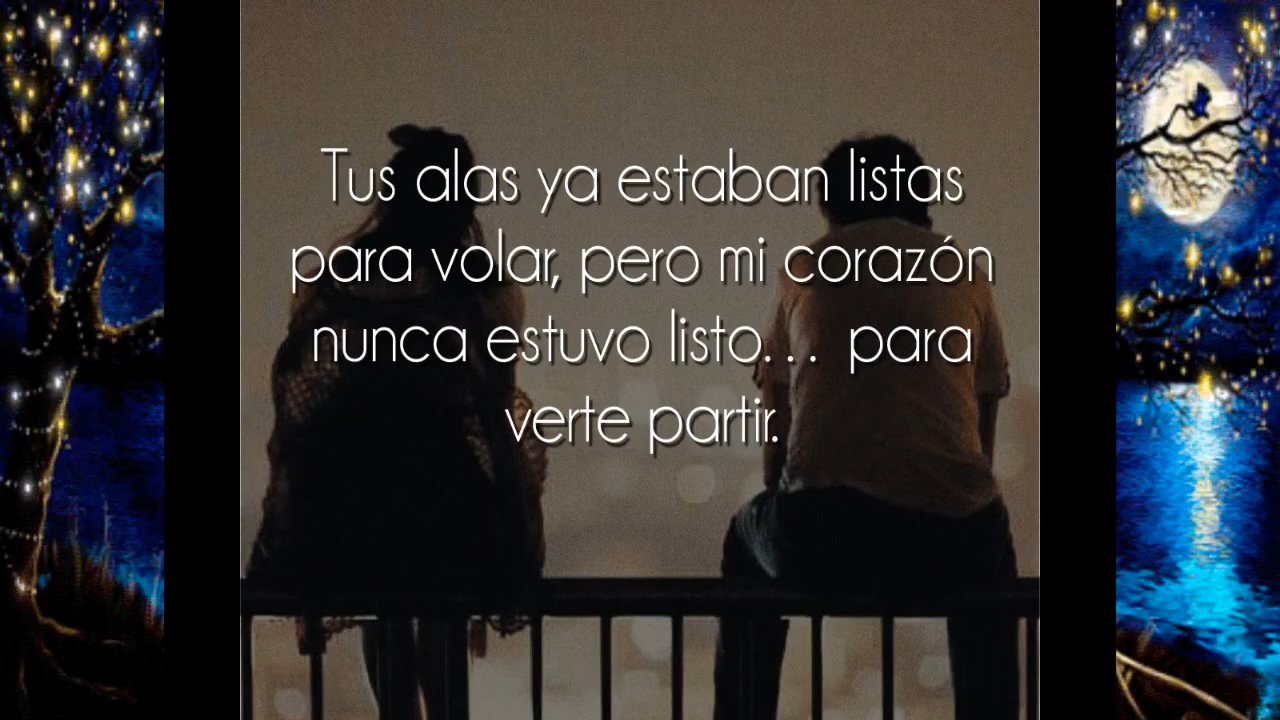 Tus alas ya estaban listas
para volar, pero mi corazón
nunca estuvo listo... para
verte partir.